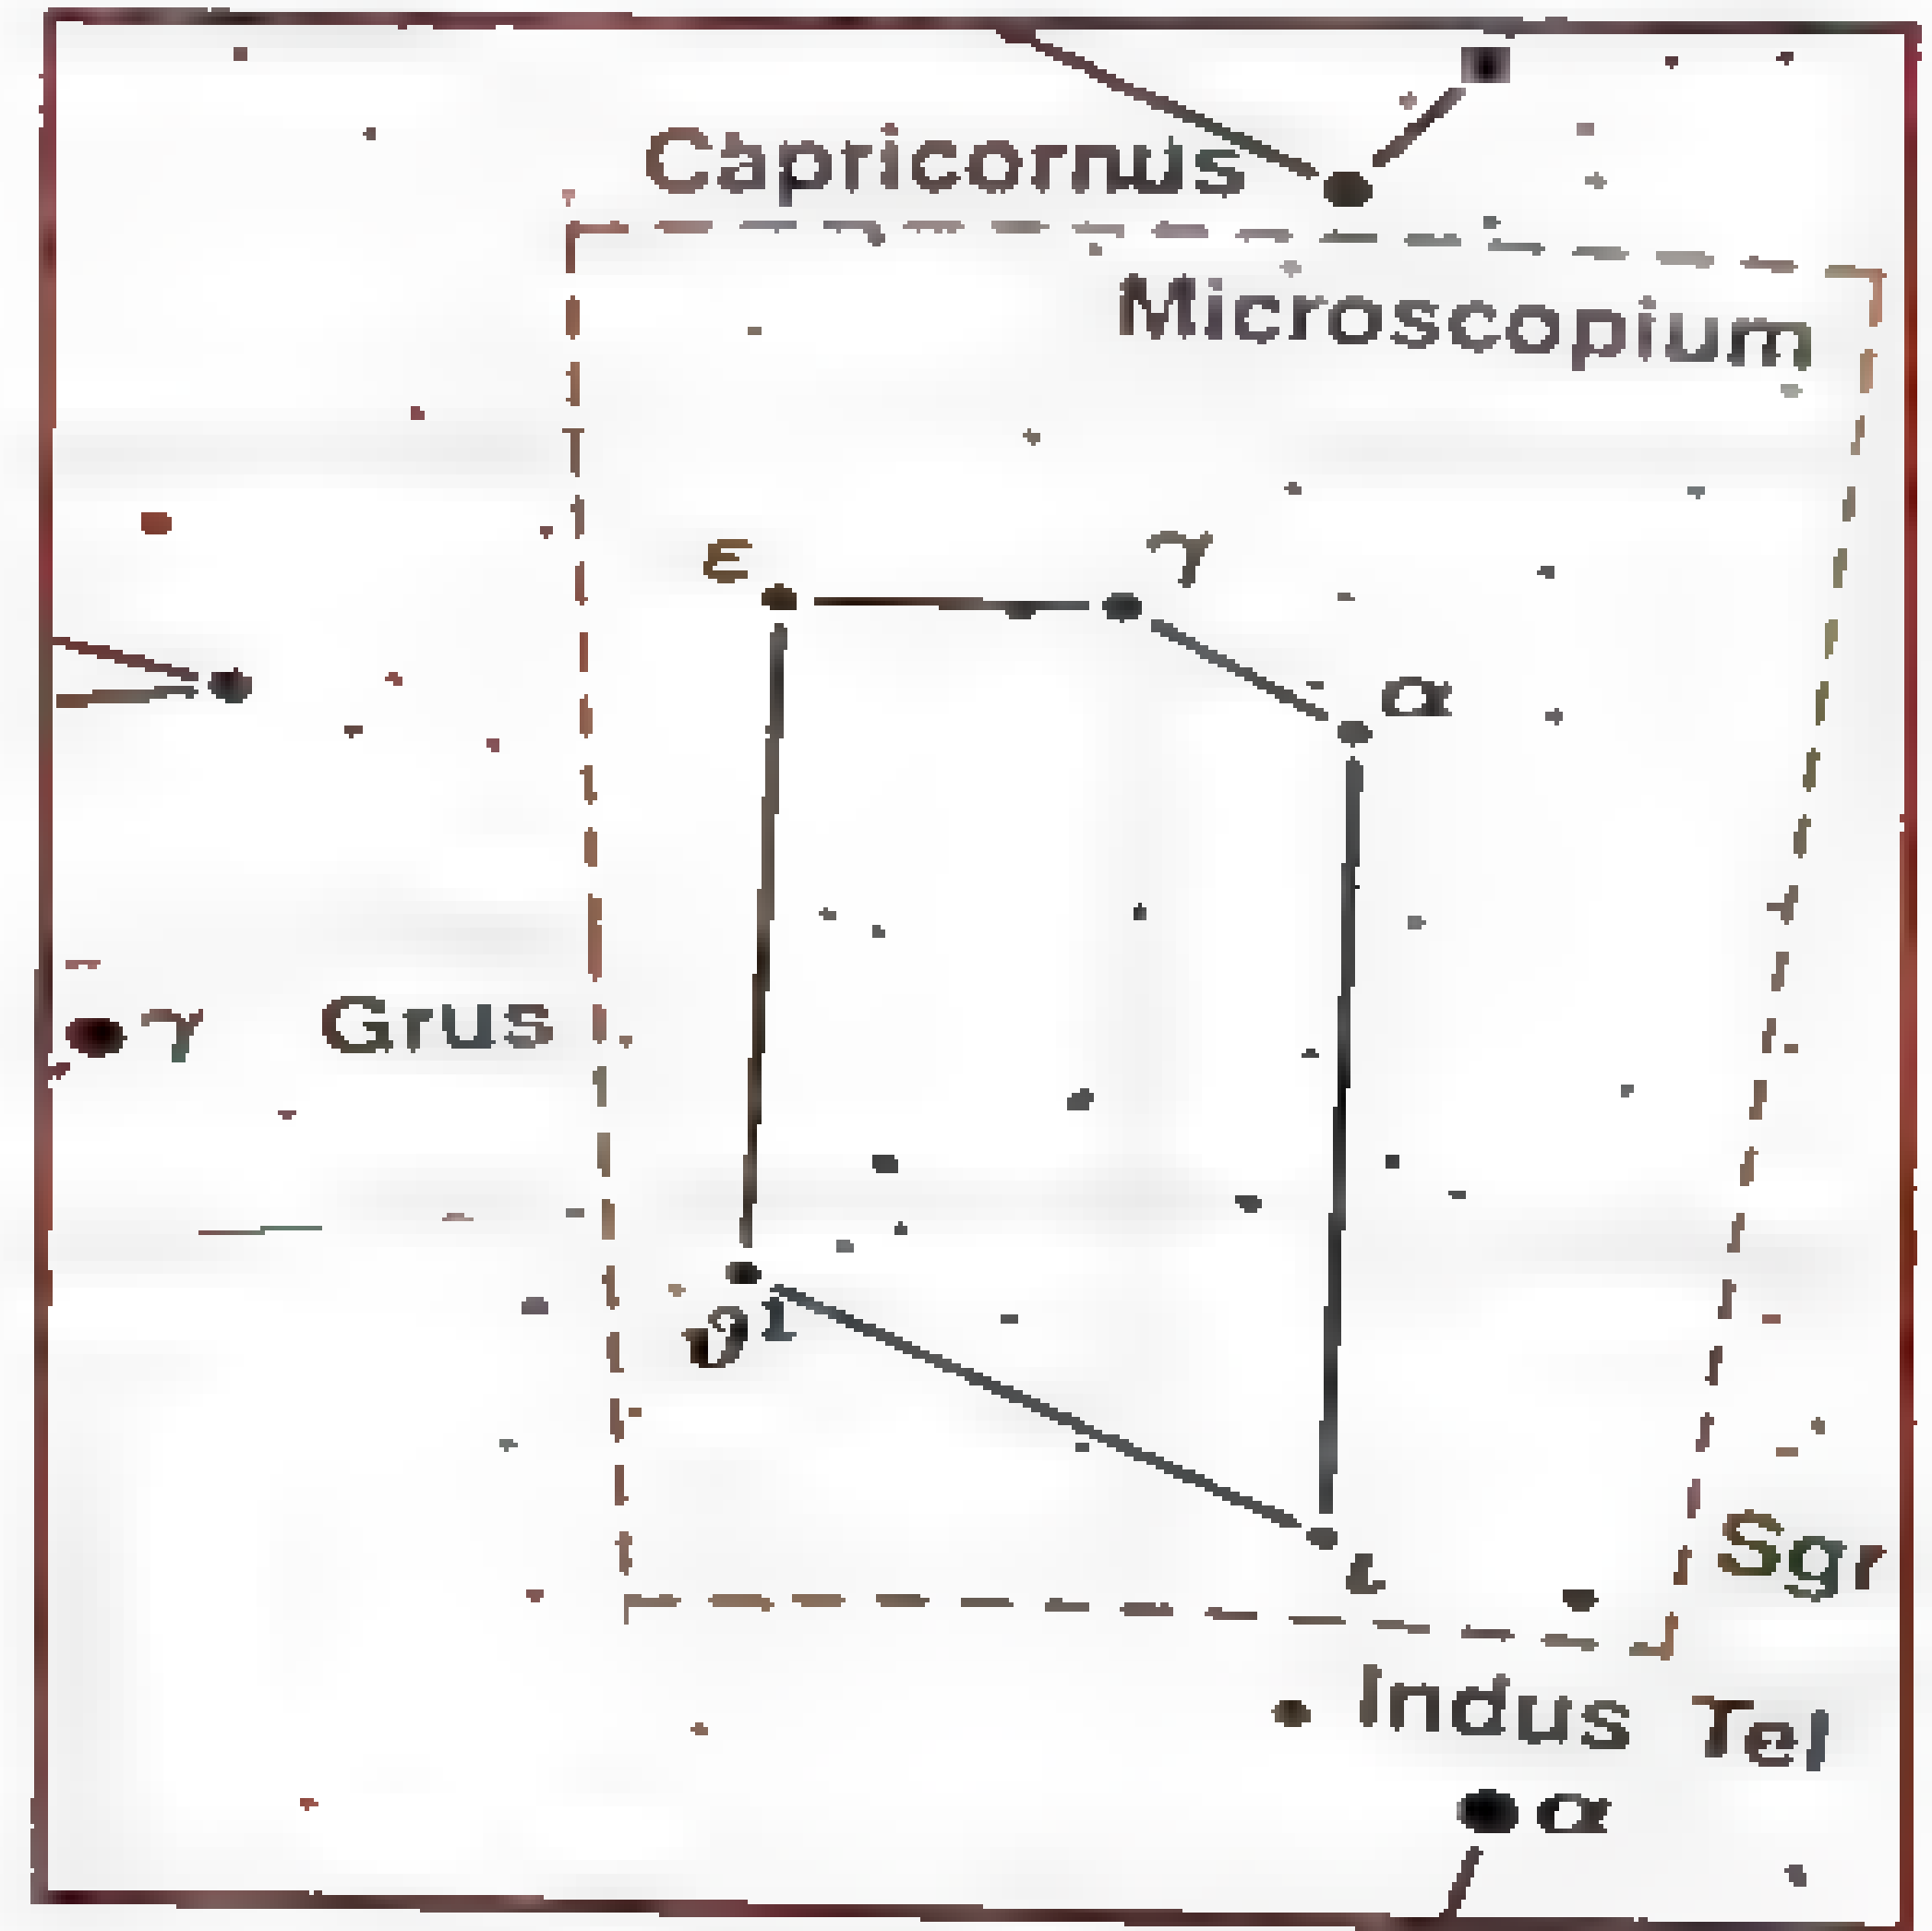 Capricornus
Microscopium
ε
γ
α
γ Grus
ϑ1
ι
Sgr
Indus Tel
α